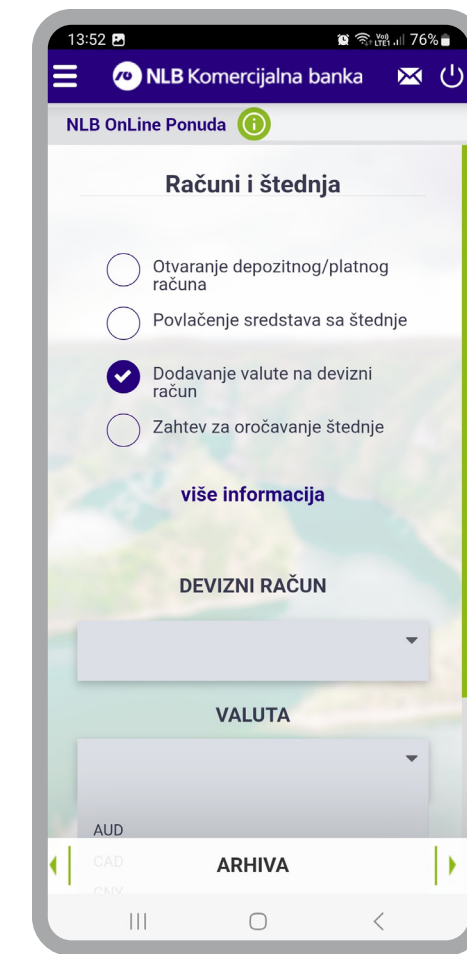 13:52 76%
NLB Komercijalna banka
NLB OnLine Ponuda
Računi i štednja
Otvaranje depozitnog/platnog
računa
Povlačenje sredstava sa štednje
Dodavanje valute na devizni
račun
Zahtev za oročavanje štednje
više informacija
DEVIZNI RAČUN
VALUTA
AUD
CAD
ARHIVA
CNY